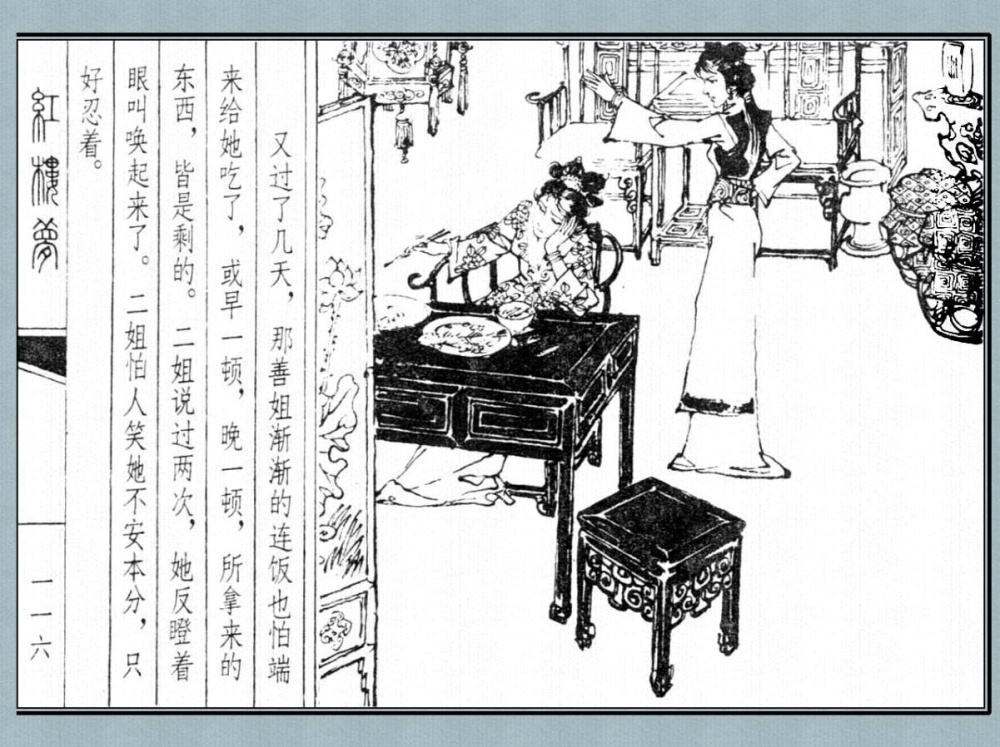 又过了几天，那善姐渐渐的连饭也怕端
来给她吃了，或早一顿，晚一顿，所拿来的
东西，皆是剩的。二姐说过两次，她反瞪着
眼叫唤起来了。二姐怕人笑她不安本分，只
好忍着。
紅樓夢
一一六